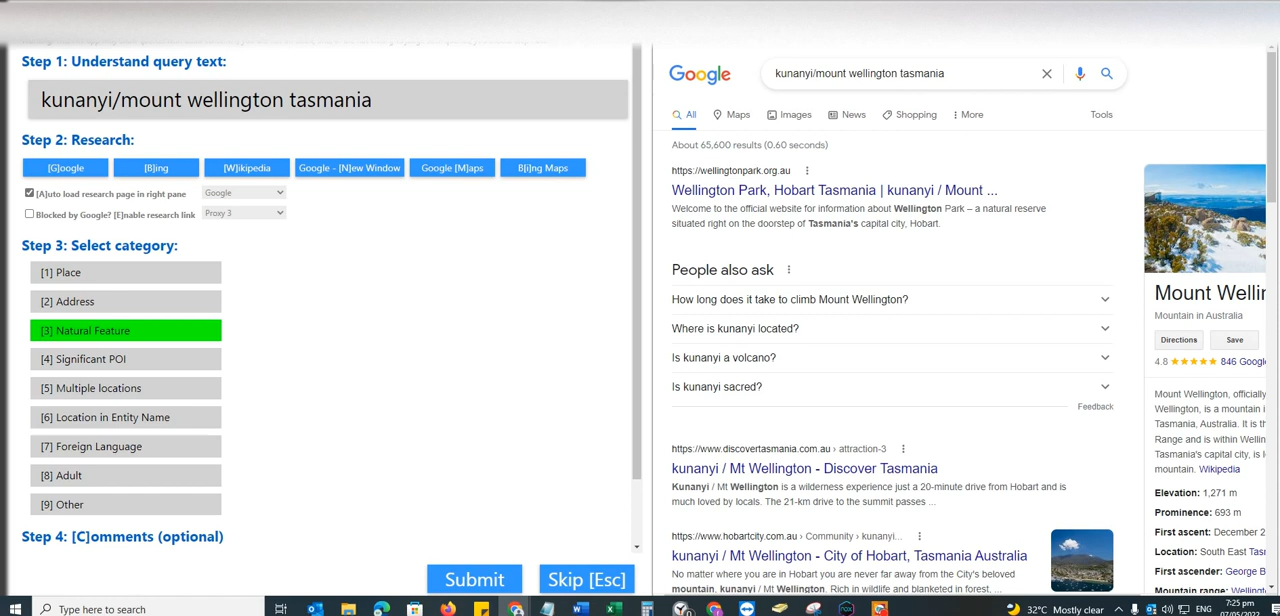 Step 1: Understand query text:
kunanyi/mount wellington tasmania
Step 2: Research:
[G]oogle
[B]ing
[W]ikipedia
Google - [N]ew Window
Google [M]aps
B[i]ng Maps
[A]uto load research page in right pane
Google
Blocked by Google? [E]nable research link
Proxy 3
Step 3: Select category:
[1] Place
[2] Address
[3] Natural Feature
[4] Significant POI
[5] Multiple locations
[6] Location in Entity Name
[7] Foreign Language
[8] Adult
[9] Other
Step 4: [C]omments (optional)
Submit
Skip [Esc]
Google
kunanyi/mount wellington tasmania
All
Maps
Images
News
Shopping
More
Tools
About 65,600 results (0.60 seconds)
https://wellingtonpark.org.au
Wellington Park, Hobart Tasmania | kunanyi / Mount ...
Welcome to the official website for information about Wellington Park – a natural reserve
situated right on the doorstep of Tasmania's capital city, Hobart.
People also ask
How long does it take to climb Mount Wellington?
Where is kunanyi located?
Is kunanyi a volcano?
Is kunanyi sacred?
Feedback
https://www.discovertasmania.com.au › attraction-3
kunanyi / Mt Wellington - Discover Tasmania
Kunanyi / Mt Wellington is a wilderness experience just a 20-minute drive from Hobart and is
much loved by locals. The 21-km drive to the summit passes ...
https://www.hobartcity.com.au › Community › kunanyi...
kunanyi / Mt Wellington - City of Hobart, Tasmania Australia
No matter where you are in Hobart you are never far away from the City's beloved
mountain, kunanyi / Mt Wellington. Rich in wildlife and blanketed in forest, ...
Mount Wellin
Mountain in Australia
Directions
Save
4.8
846 Google
Mount Wellington, officially
Wellington, is a mountain i
Tasmania, Australia. It is th
Range and is within Wellin
Tasmania's capital city, is l
mountain. Wikipedia
Elevation: 1,271 m
Prominence: 693 m
First ascent: December 2
Location: South East Tas
First ascender: George B
Mountain range: Wellingt
Type here to search
32°C Mostly clear
ENG
7:25 pm
07/05/2022